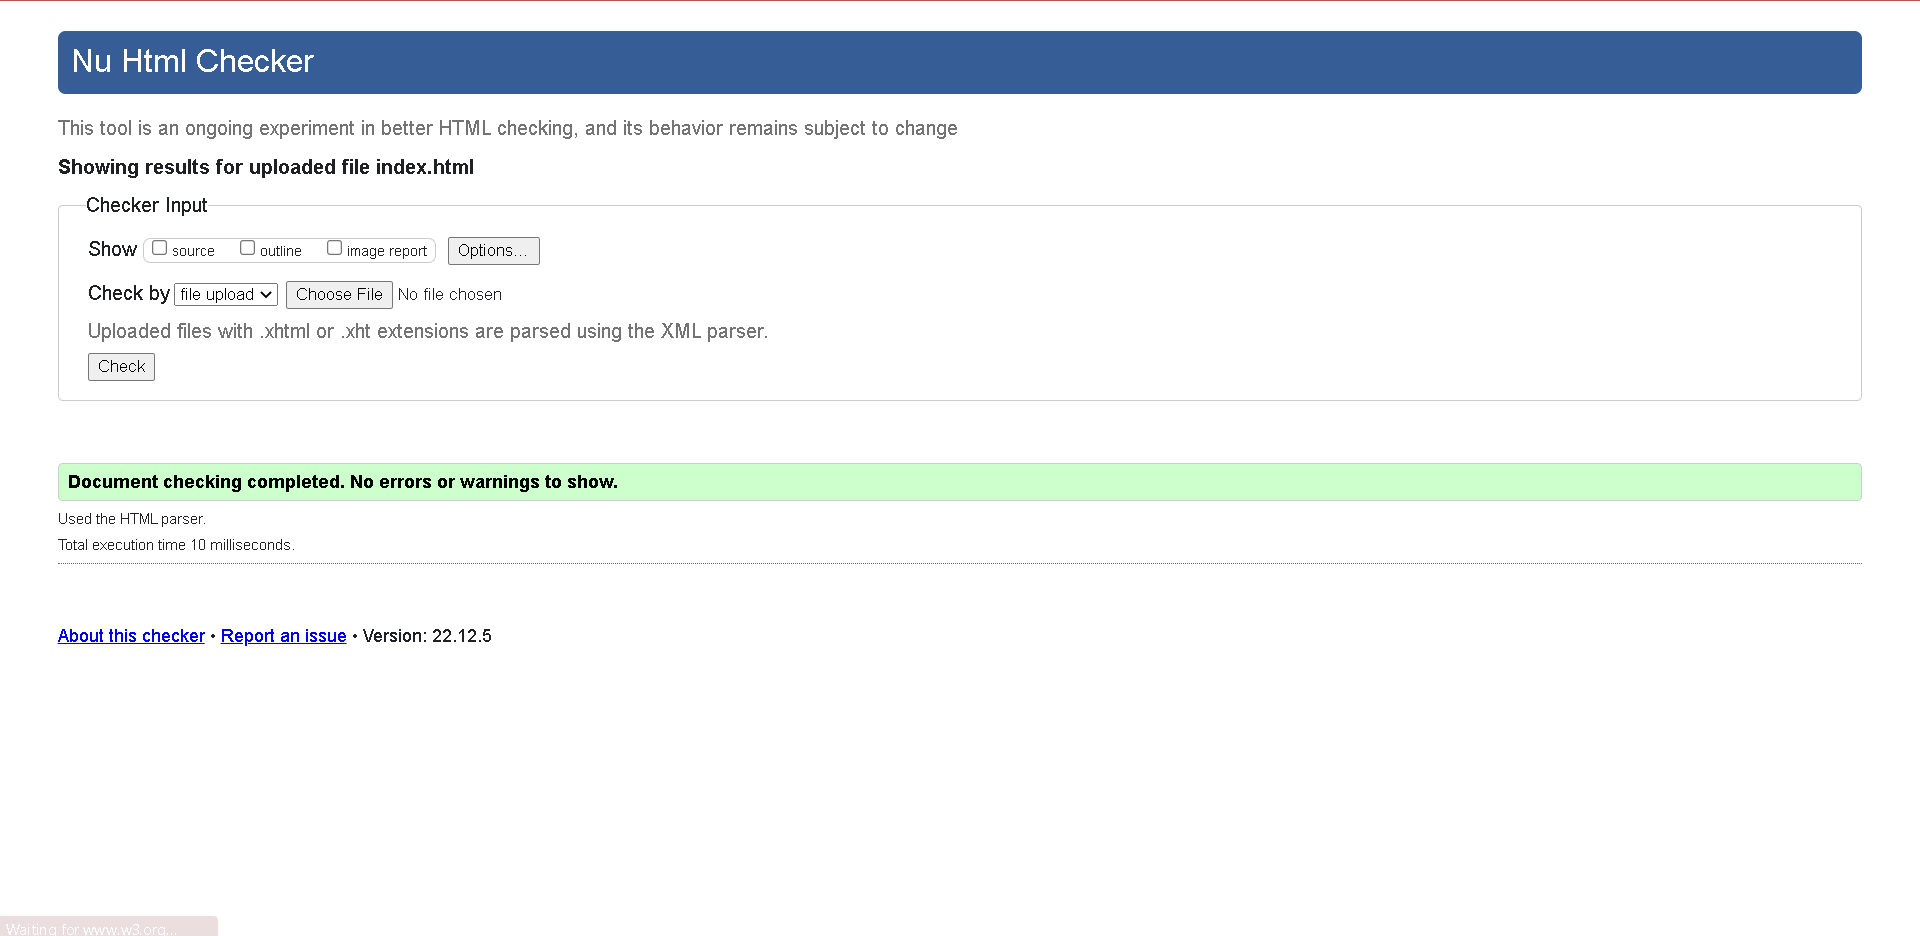 Nu Html Checker
This tool is an ongoing experiment in better HTML checking, and its behavior remains subject to change
Showing results for uploaded file index.html
Checker Input
Show source outline image report Options...
Check by file upload Choose File No file chosen
Uploaded files with .xhtml or .xht extensions are parsed using the XML parser.
Check
Document checking completed. No errors or warnings to show.
Used the HTML parser.
Total execution time 10 milliseconds.
About this checker • Report an issue • Version: 22.12.5
Waiting for www.w3.org...